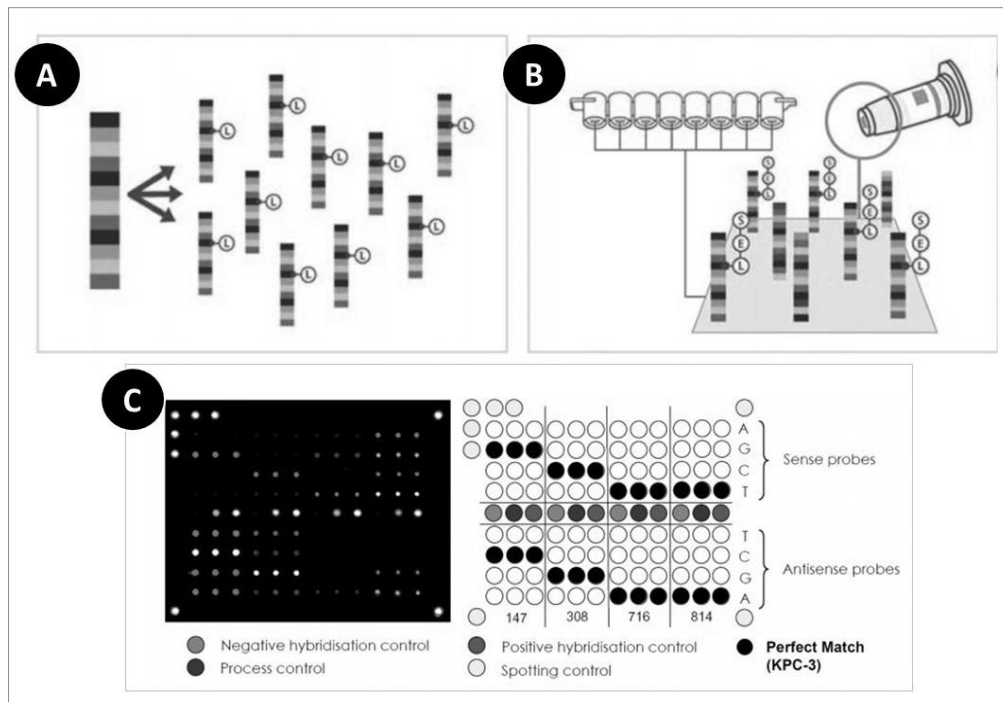 A
L
L
L
L
L
L
L
L
L
L
L
B
S
E
L
S
E
L
S
E
L
S
E
L
C
A
G
C
T
Sense probes
T
C
G
A
Antisense probes
147 308 716 814
Negative hybridisation control
Process control
Positive hybridisation control
Spotting control
Perfect Match
(KPC-3)